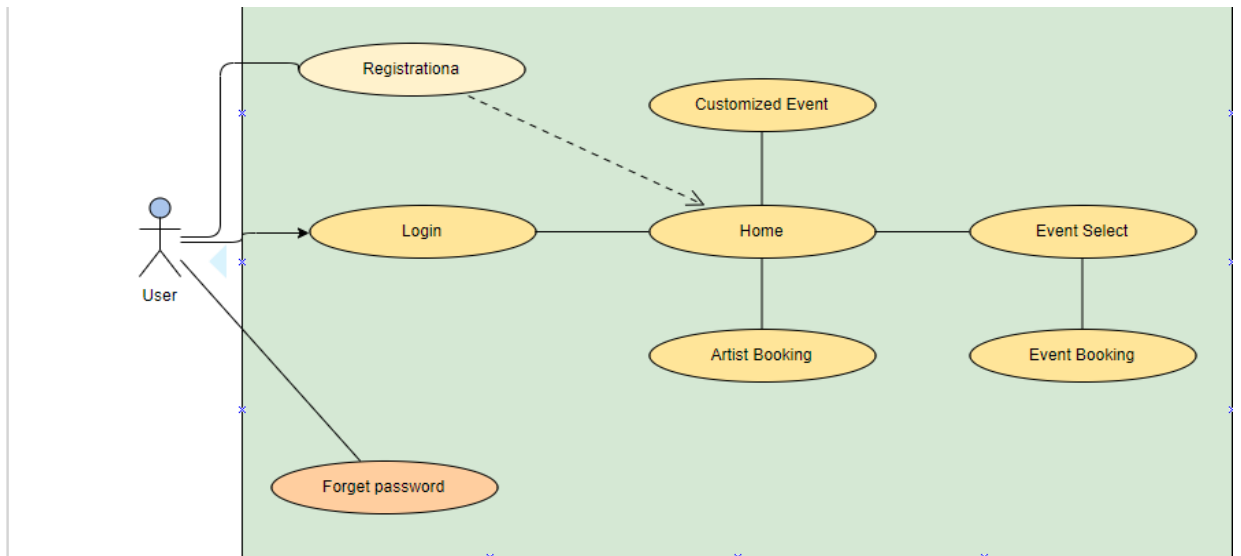 Registrationa
Customized Event
Login
Home
Event Select
User
Artist Booking
Event Booking
Forget password